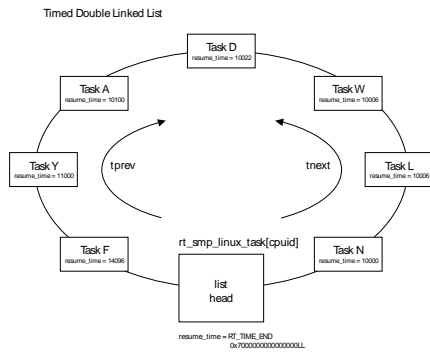 Timed Double Linked List
Task D
resume_time = 10022
Task A
resume_time = 10100
Task W
resume_time = 10006
Task Y
resume_time = 11000
tprev
tnext
Task L
resume_time = 10006
Task F
resume_time = 14096
rt_smp_linux_task[cpuid]
list
head
Task N
resume_time = 10000
resume_time = RT_TIME_END
0x7000000000000000LL